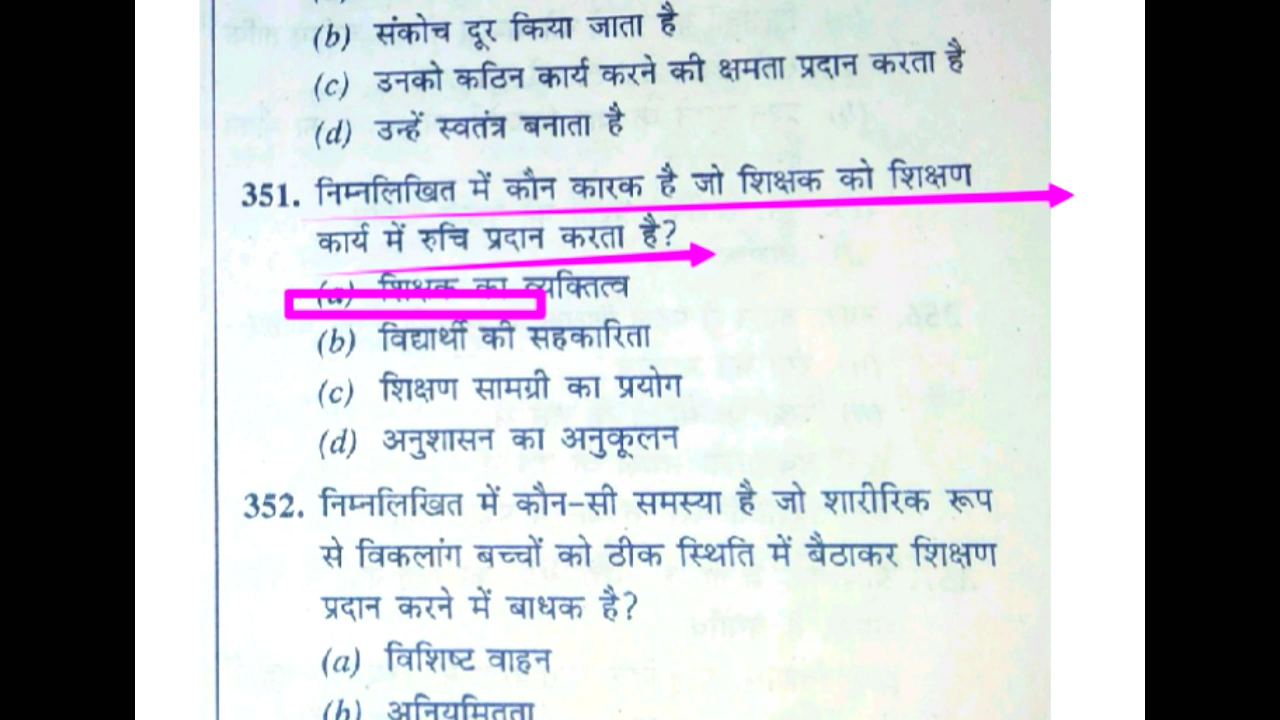 (b) संकोच दूर किया जाता है
(c) उनको कठिन कार्य करने की क्षमता प्रदान करता है
(d) उन्हें स्वतंत्र बनाता है
351. निम्नलिखित में कौन कारक है जो शिक्षक को शिक्षण
कार्य में रुचि प्रदान करता है?
(a) शिक्षक का व्यक्तित्व
(b) विद्यार्थी की सहकारिता
(c) शिक्षण सामग्री का प्रयोग
(d) अनुशासन का अनुकूलन
352. निम्नलिखित में कौन-सी समस्या है जो शारीरिक रूप
से विकलांग बच्चों को ठीक स्थिति में बैठाकर शिक्षण
प्रदान करने में बाधक है?
(a) विशिष्ट वाहन
(b) अनियमितता